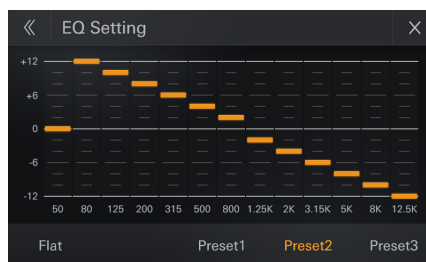 EQ Setting
+12
+6
0
-6
-12
50 80 125 200 315 500 800 1.25K 2K 3.15K 5K 8K 12.5K
Flat Preset1 Preset2 Preset3